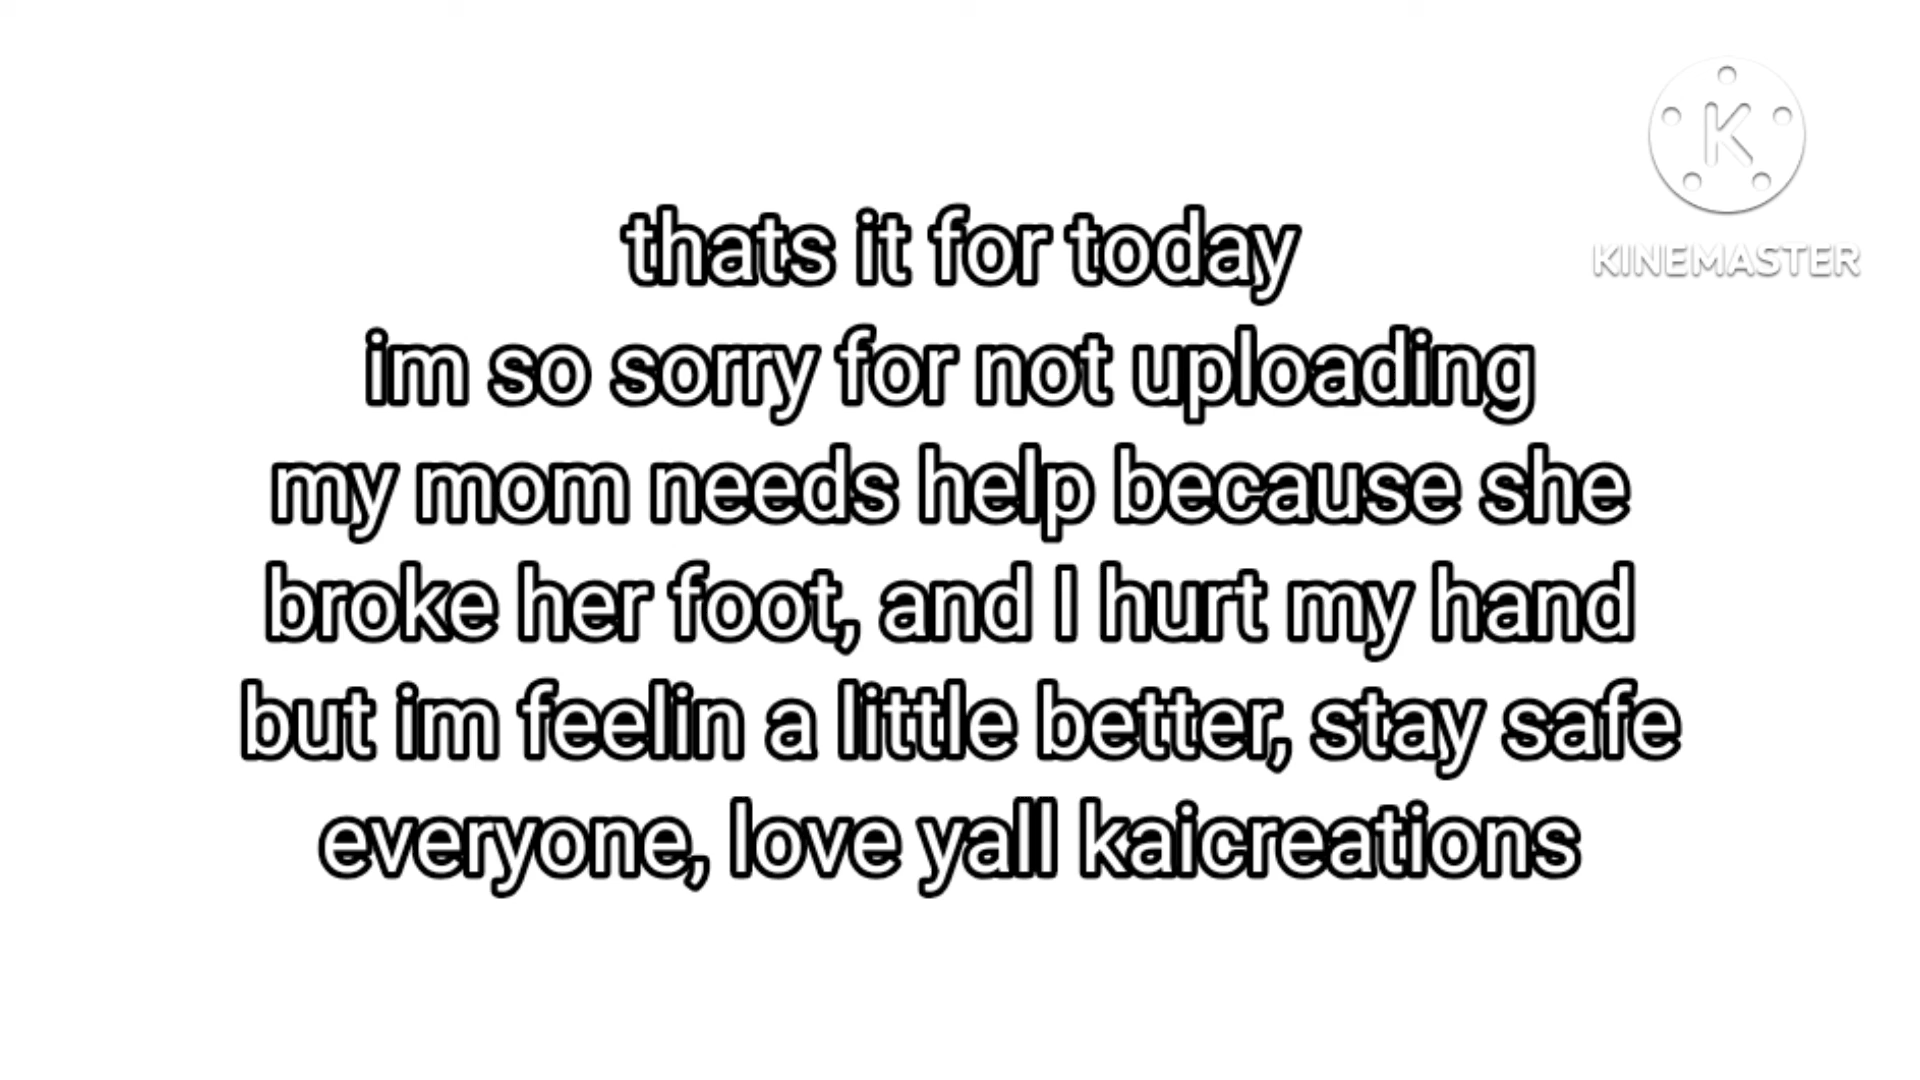 KINEMASTER
thats it for today
im so sorry for not uploading
my mom needs help because she
broke her foot, and I hurt my hand
but im feelin a little better, stay safe
everyone, love yall kaicreations